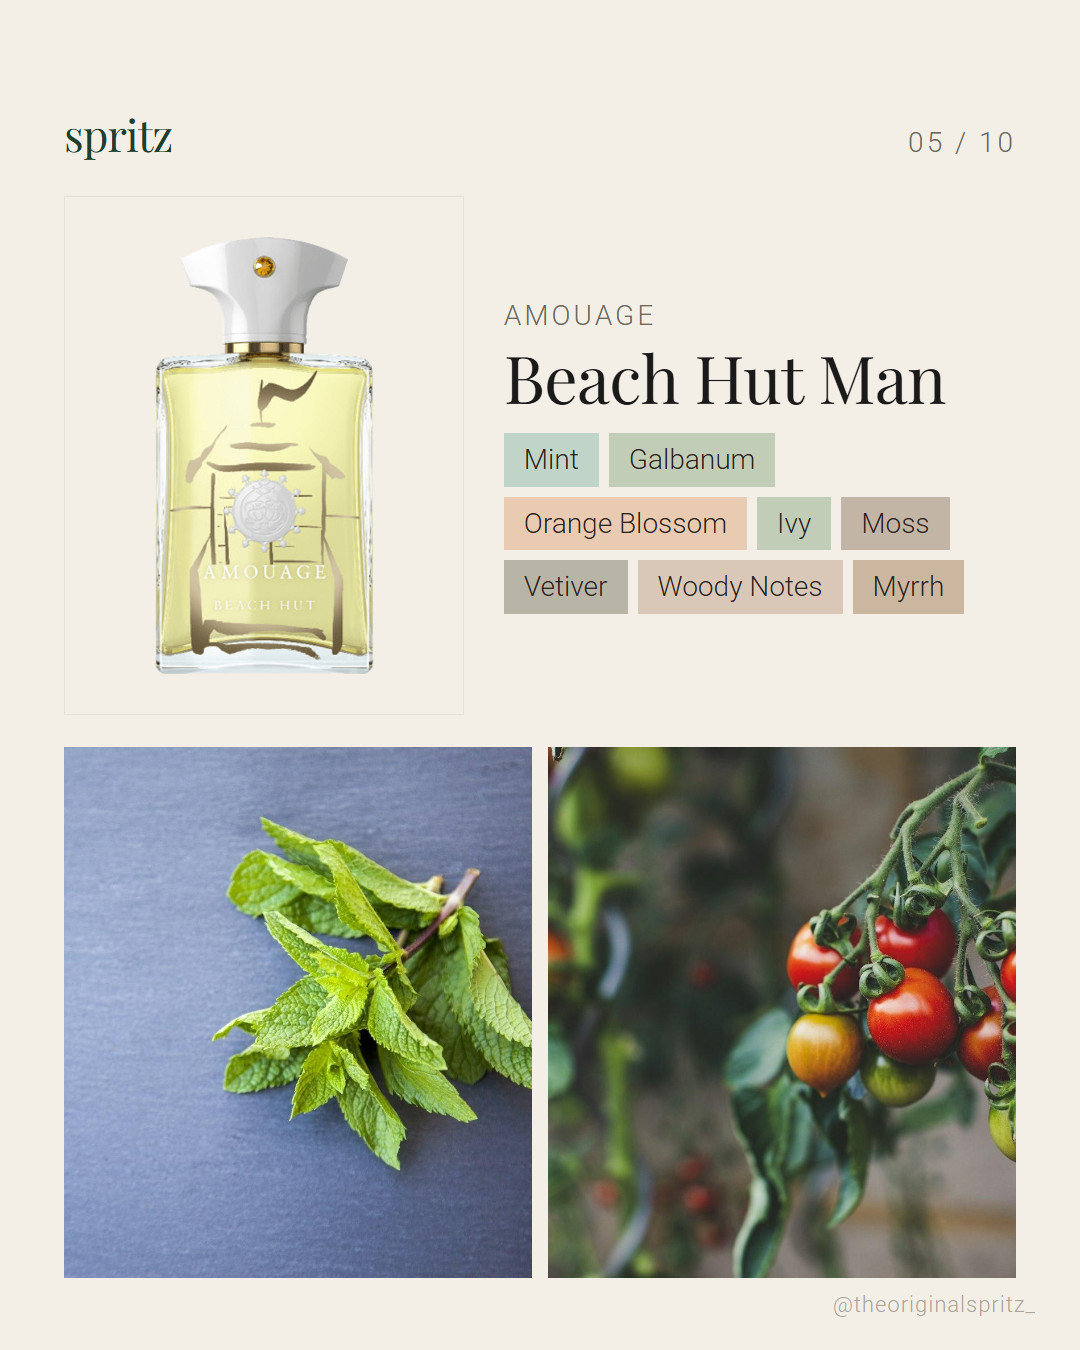 spritz
05 / 10
AMOUAGE
Beach Hut Man
Mint Galbanum
Orange Blossom Ivy Moss
Vetiver Woody Notes Myrrh
AMOUAGE
BEACH HUT
@theoriginalspritz_